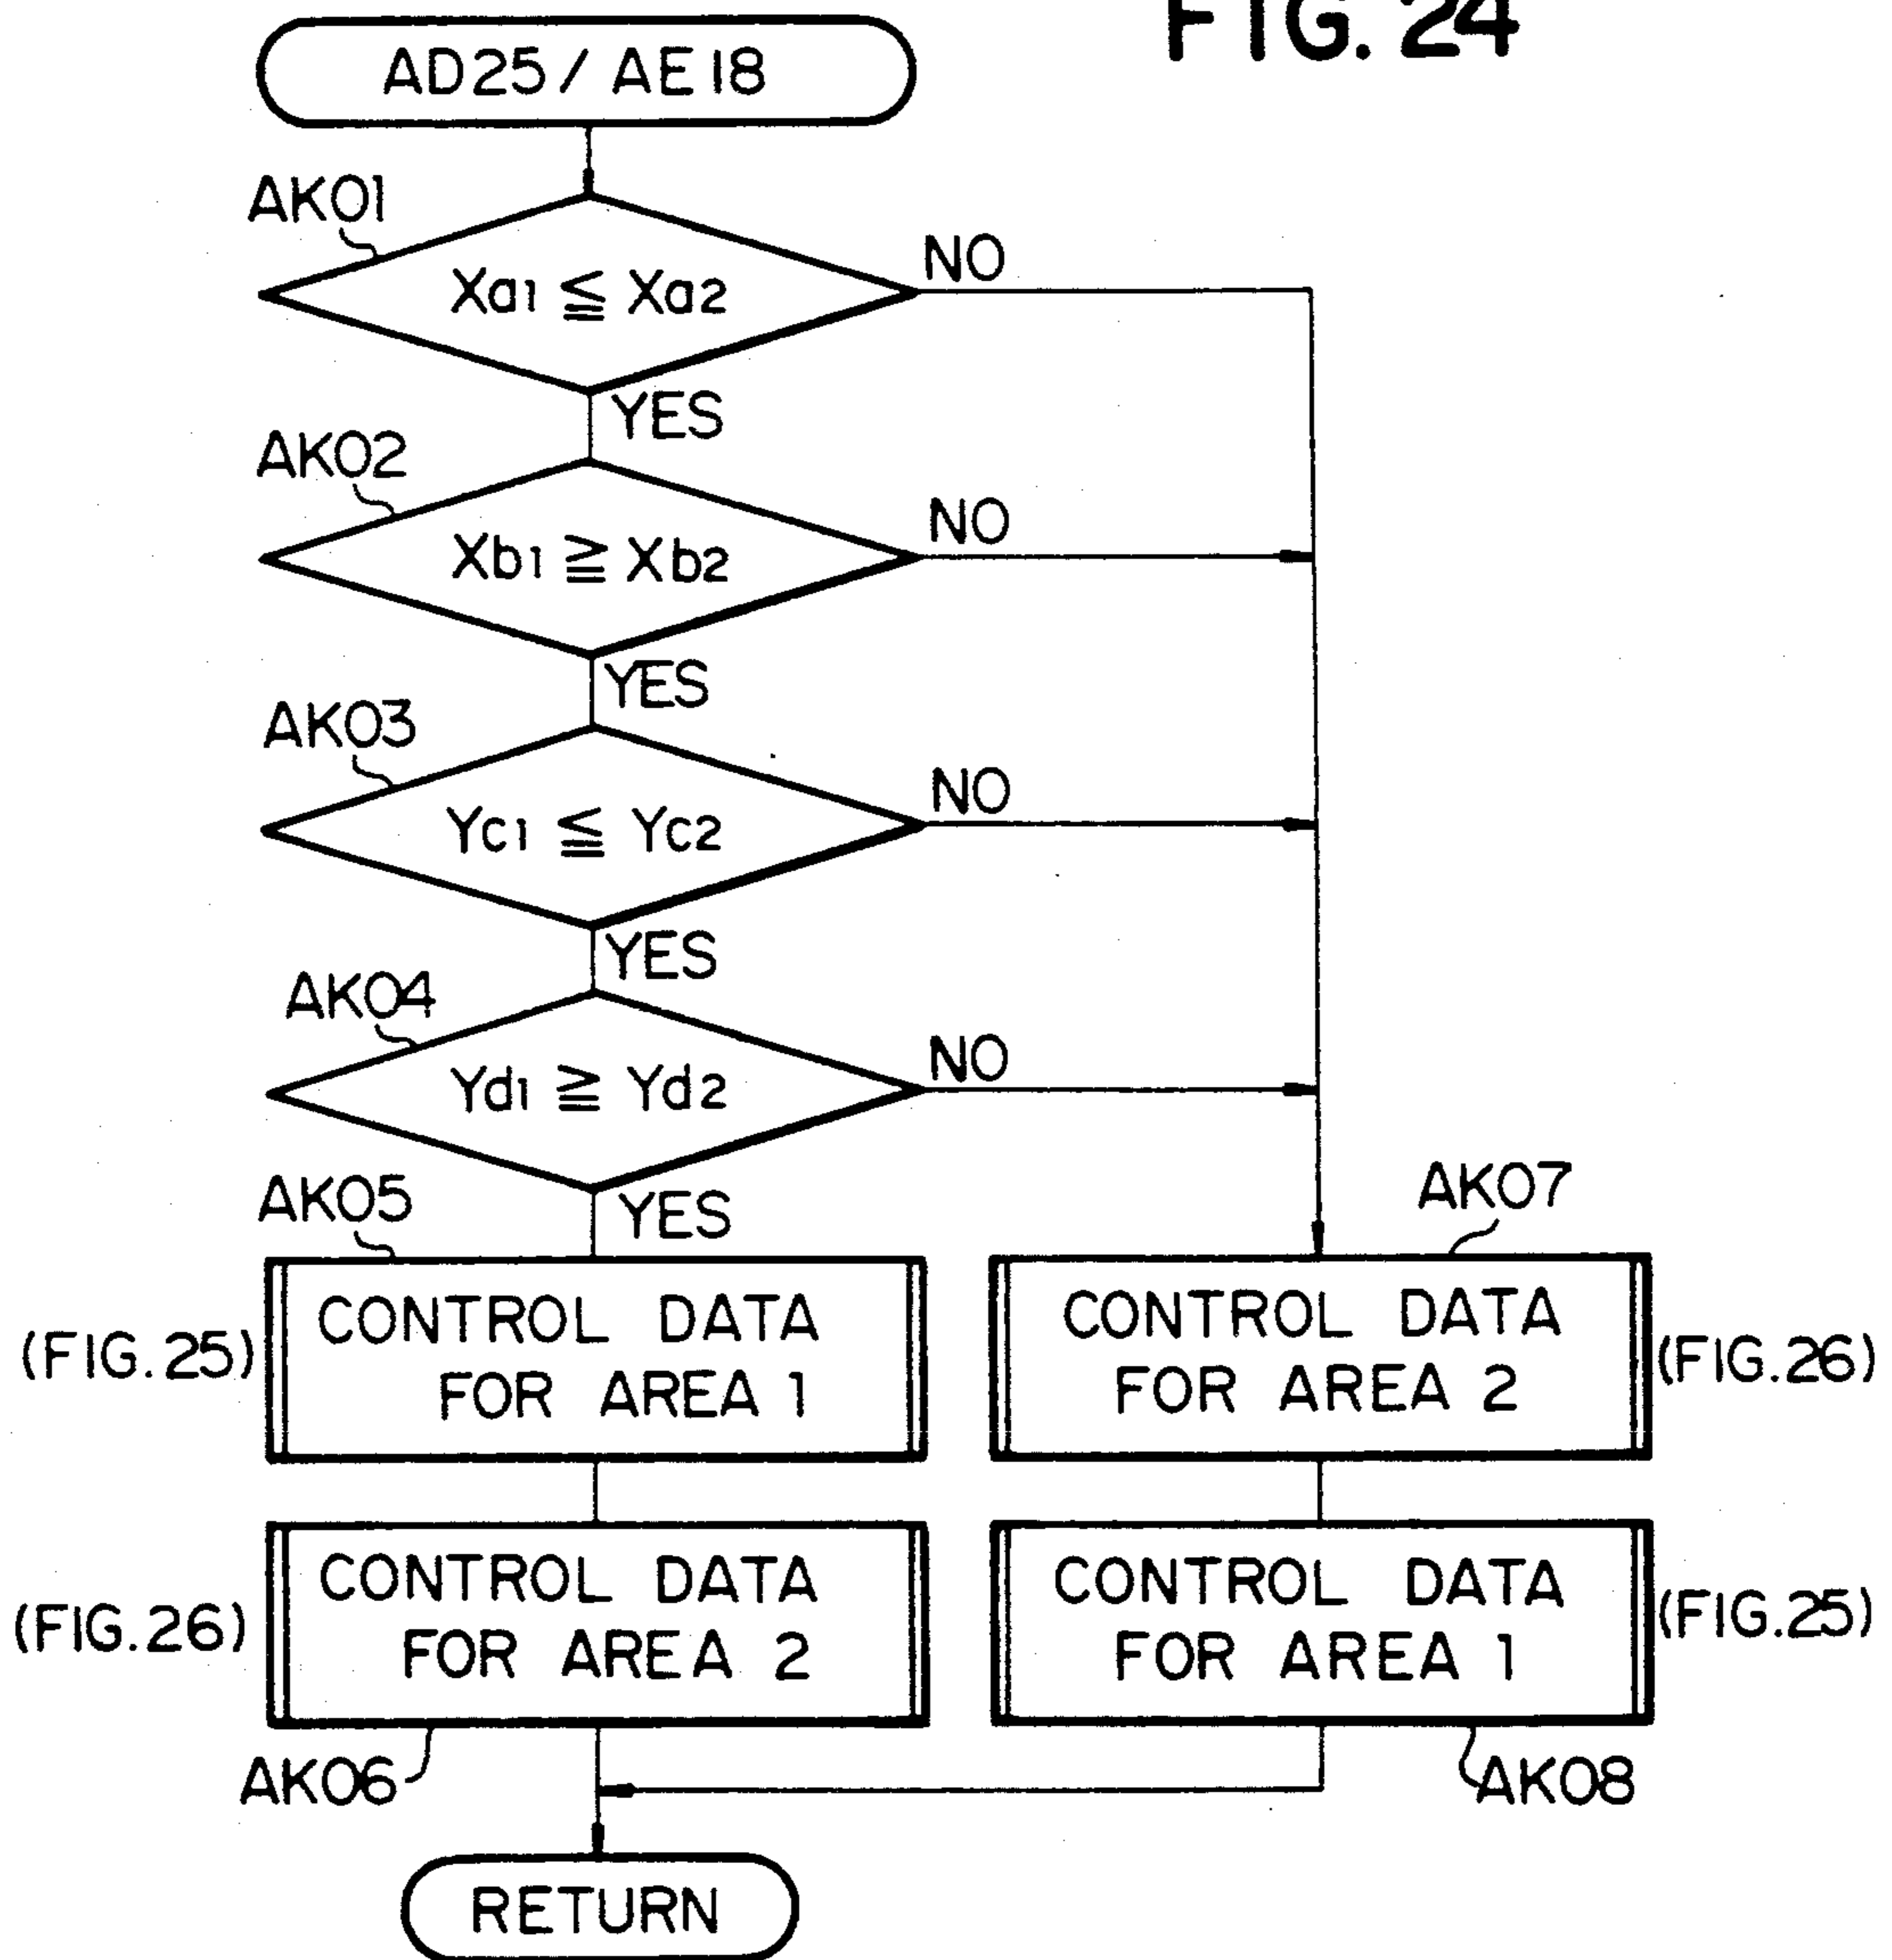 FIG. 24
AD25 / AE18
AK01
Xa1 ≦ Xa2
NO
YES
AK02
Xb1 ≧ Xb2
NO
YES
AK03
Yc1 ≦ Yc2
NO
YES
AK04
Yd1 ≧ Yd2
NO
YES
AK05
CONTROL DATA
FOR AREA 1
(FIG.25)
AK07
CONTROL DATA
FOR AREA 2
(FIG.26)
(FIG.26)
CONTROL DATA
FOR AREA 2
AK06
CONTROL DATA
FOR AREA 1
(FIG.25)
AK08
RETURN